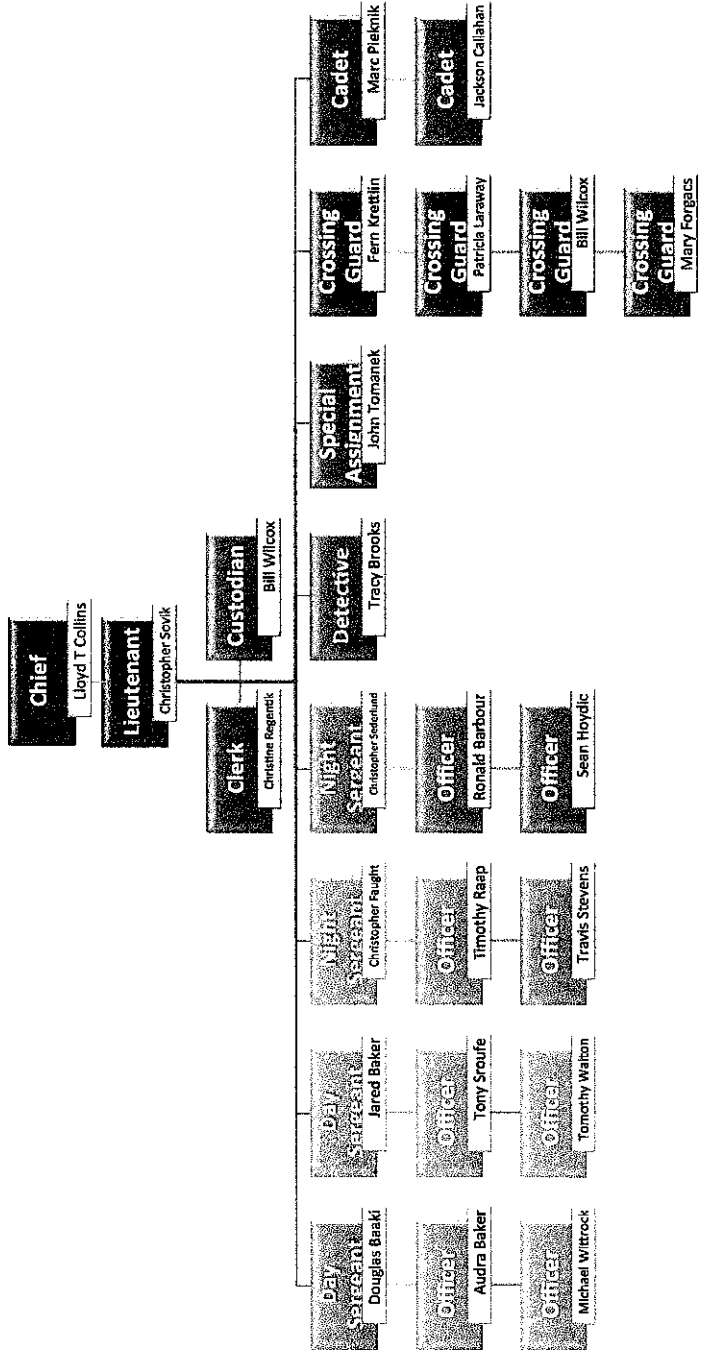 Chief
Lloyd T Collins
Lieutenant
Christopher Sovik
Clerk
Christine Regentik
Custodian
Bill Wilcox
Day
Sergeant
Douglas Baaki
Officer
Audra Baker
Officer
Michael Wittrock
Day
Sergeant
Jared Baker
Officer
Tony Sroufe
Officer
Tomothy Walton
Night
Sergeant
Christopher Faught
Officer
Timothy Raap
Officer
Travis Stevens
Night
Sergeant
Christopher Sederlund
Officer
Ronald Barbour
Officer
Sean Hoydic
Detective
Tracy Brooks
Special
Assignment
John Tomanek
Crossing
Guard
Fern Krettlin
Crossing
Guard
Patricia Laraway
Crossing
Guard
Bill Wilcox
Crossing
Guard
Mary Forgacs
Cadet
Marc Pieknik
Cadet
Jackson Callahan